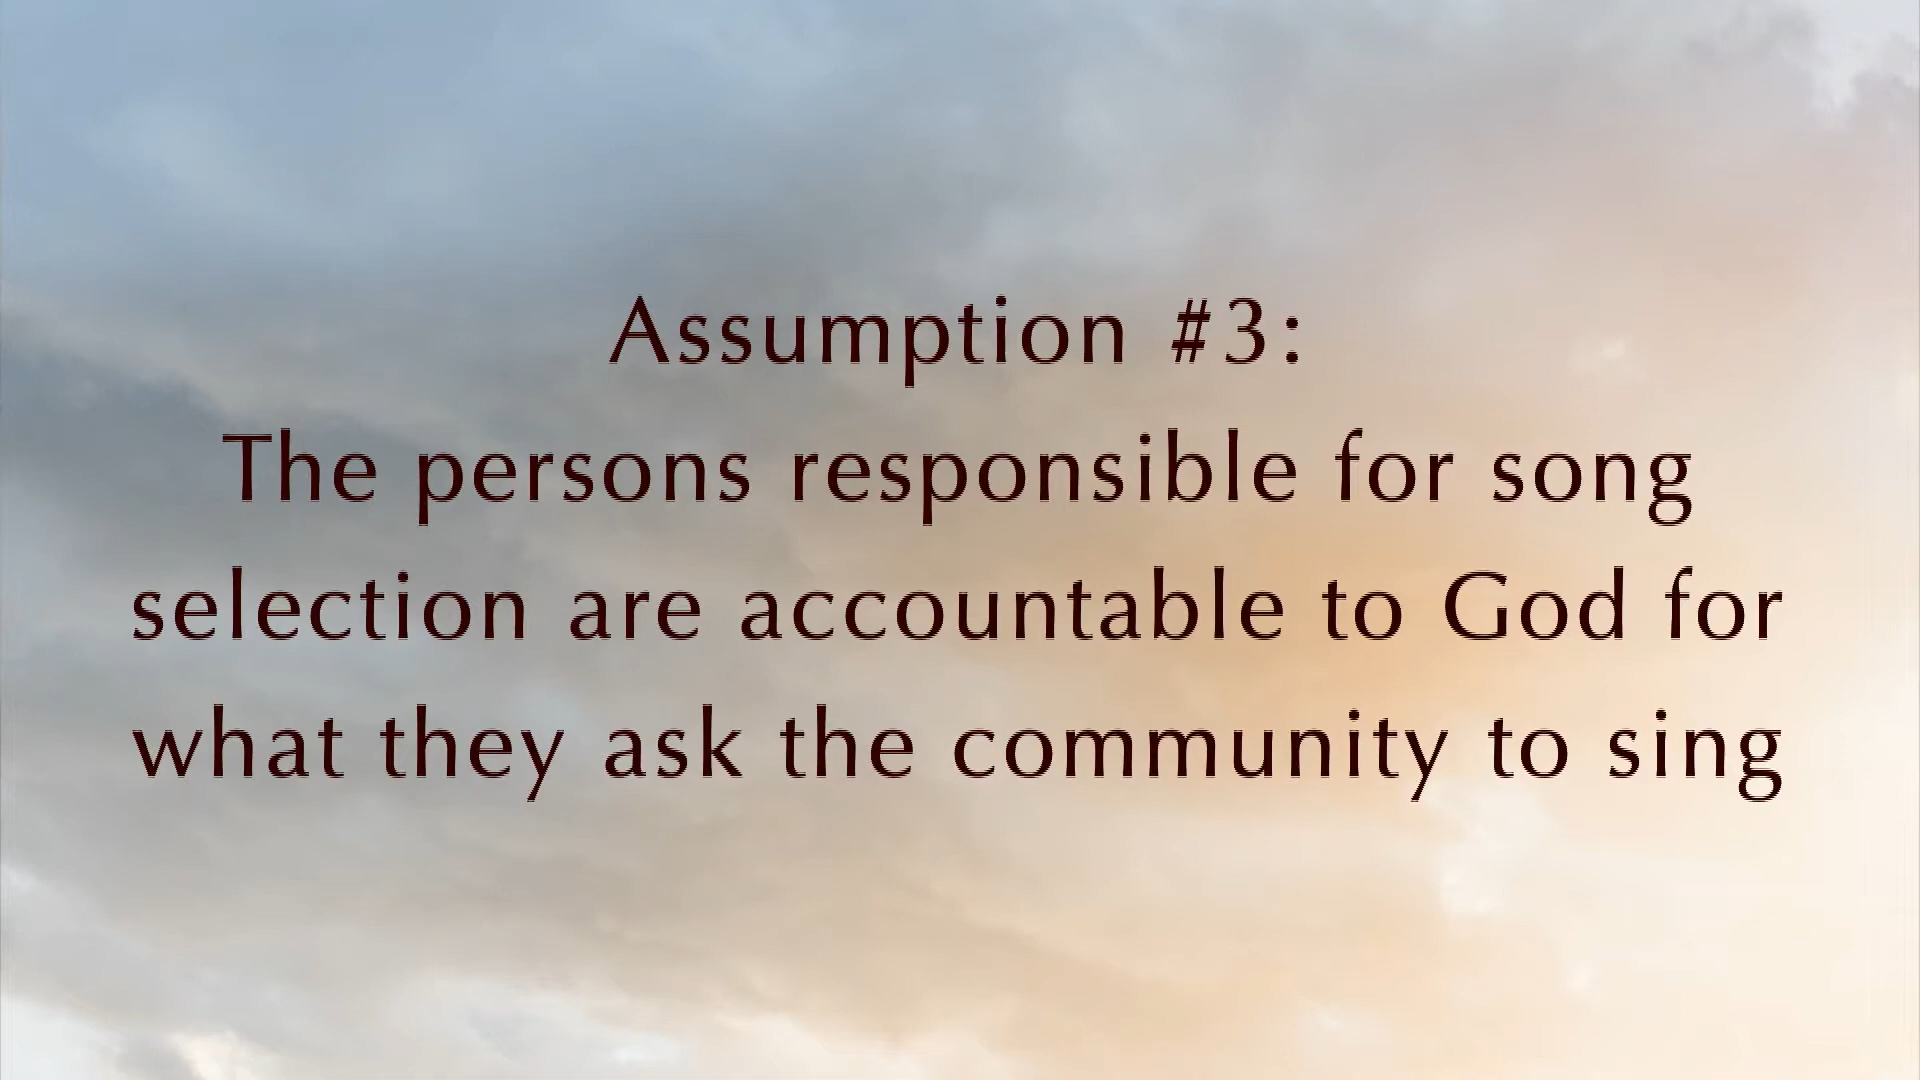 Assumption #3:
The persons responsible for song
selection are accountable to God for
what they ask the community to sing